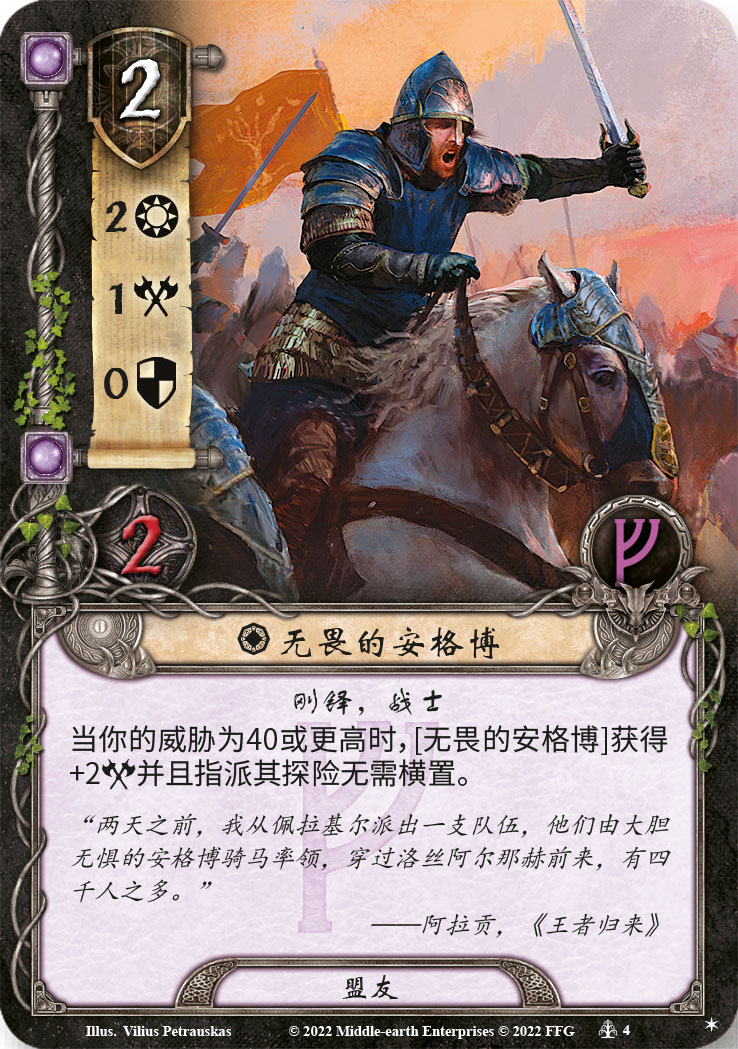 2
2
1
0
2
无畏的安格博
刚铎，战士
当你的威胁为40或更高时，[无畏的安格博]获得
+2并且指派其探险无需横置。
“两天之前，我从佩拉基尔派出一支队伍，他们由大胆
无惧的安格博骑马率领，穿过洛丝阿尔那赫前来，有四
千人之多。”
——阿拉贡，《王者归来》
盟友
Illus. Vilius Petrauskas © 2022 Middle-earth Enterprises © 2022 FFG 4